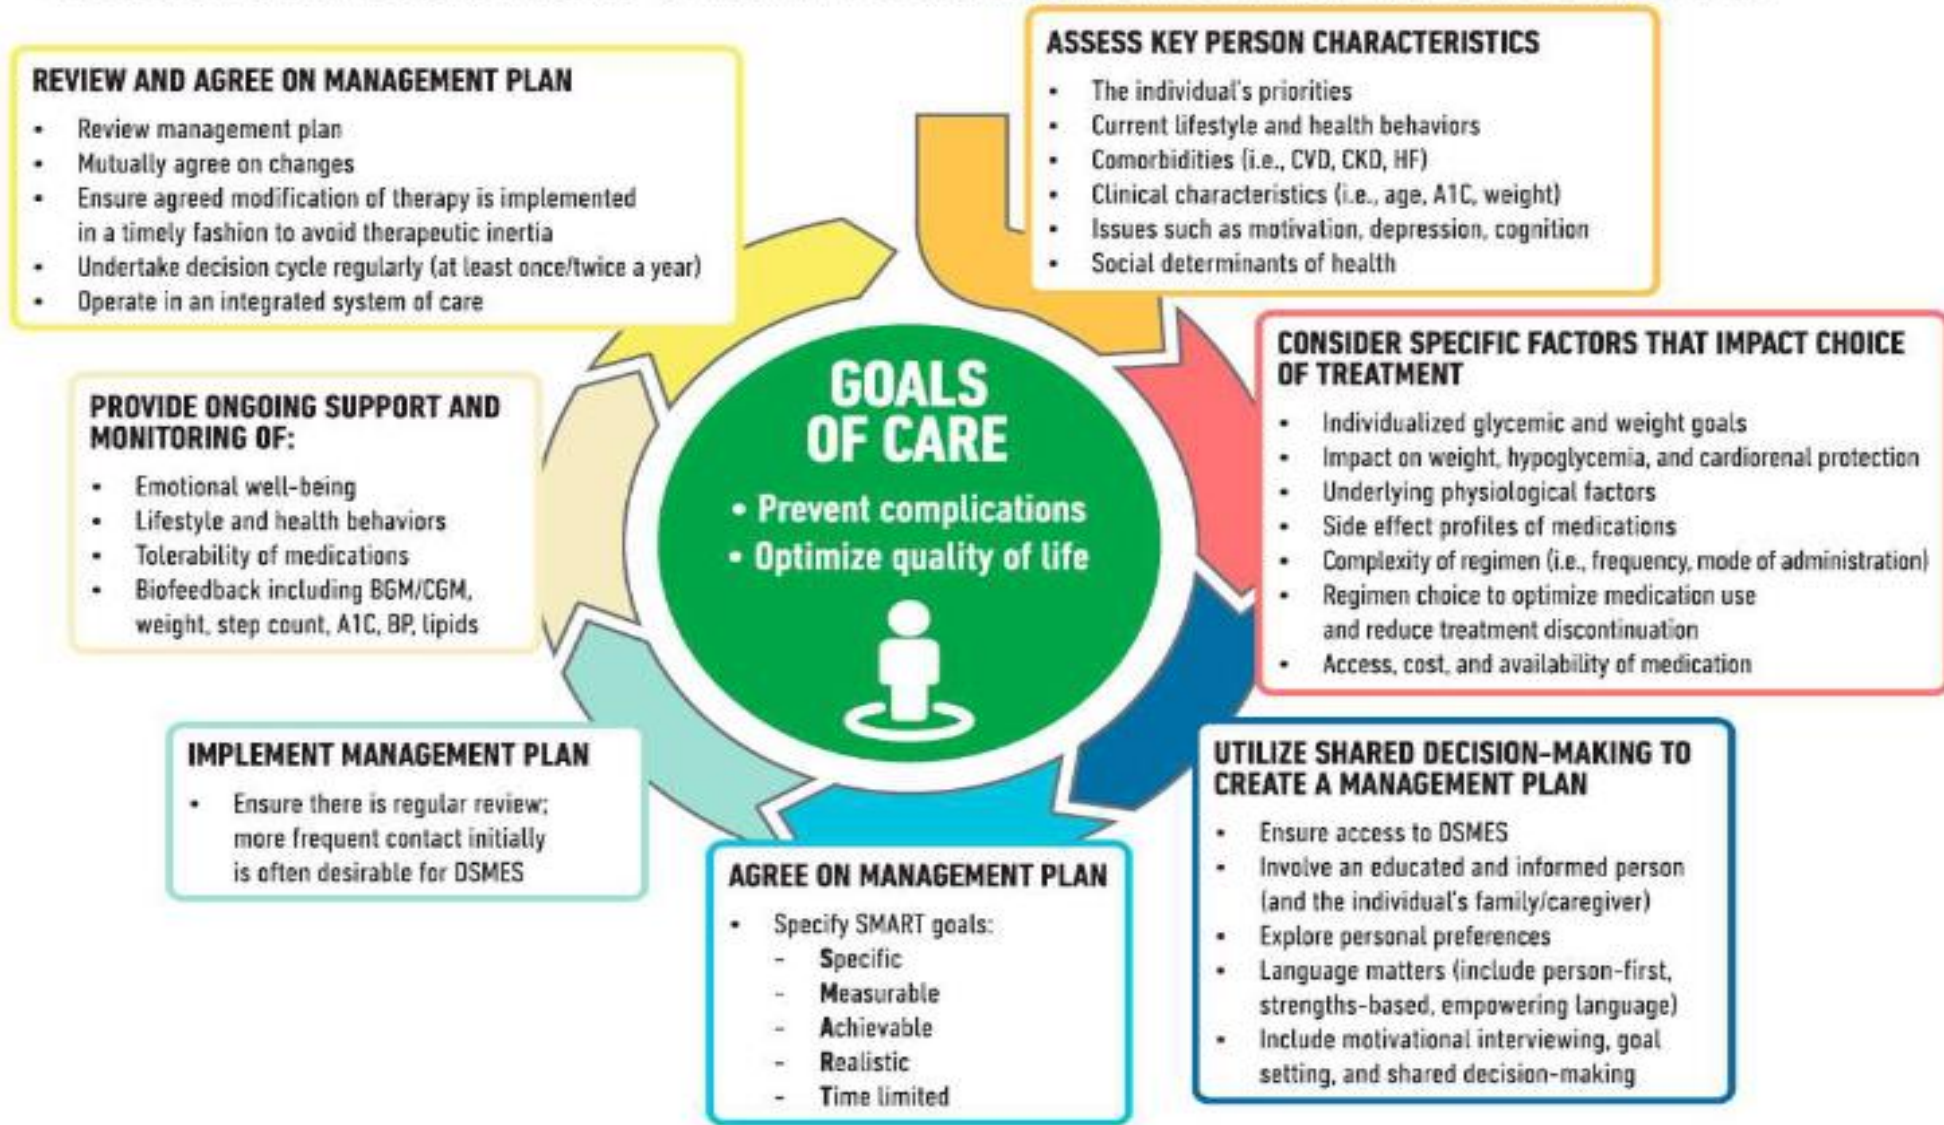 ASSESS KEY PERSON CHARACTERISTICS
• The individual's priorities
• Current lifestyle and health behaviors
• Comorbidities (i.e., CVD, CKD, HF)
• Clinical characteristics (i.e., age, A1C, weight)
• Issues such as motivation, depression, cognition
• Social determinants of health
CONSIDER SPECIFIC FACTORS THAT IMPACT CHOICE
OF TREATMENT
• Individualized glycemic and weight goals
• Impact on weight, hypoglycemia, and cardiorenal protection
• Underlying physiological factors
• Side effect profiles of medications
• Complexity of regimen (i.e., frequency, mode of administration)
• Regimen choice to optimize medication use
and reduce treatment discontinuation
• Access, cost, and availability of medication
UTILIZE SHARED DECISION-MAKING TO
CREATE A MANAGEMENT PLAN
• Ensure access to DSMES
• Involve an educated and informed person
(and the individual's family/caregiver)
• Explore personal preferences
• Language matters (include person-first,
strengths-based, empowering language)
• Include motivational interviewing, goal
setting, and shared decision-making
AGREE ON MANAGEMENT PLAN
• Specify SMART goals:
- Specific
- Measurable
- Achievable
- Realistic
- Time limited
IMPLEMENT MANAGEMENT PLAN
• Ensure there is regular review;
more frequent contact initially
is often desirable for DSMES
PROVIDE ONGOING SUPPORT AND
MONITORING OF:
• Emotional well-being
• Lifestyle and health behaviors
• Tolerability of medications
• Biofeedback including BGM/CGM,
weight, step count, A1C, BP, lipids
REVIEW AND AGREE ON MANAGEMENT PLAN
• Review management plan
• Mutually agree on changes
• Ensure agreed modification of therapy is implemented
in a timely fashion to avoid therapeutic inertia
• Undertake decision cycle regularly (at least once/twice a year)
• Operate in an integrated system of care
GOALS
OF CARE
• Prevent complications
• Optimize quality of life